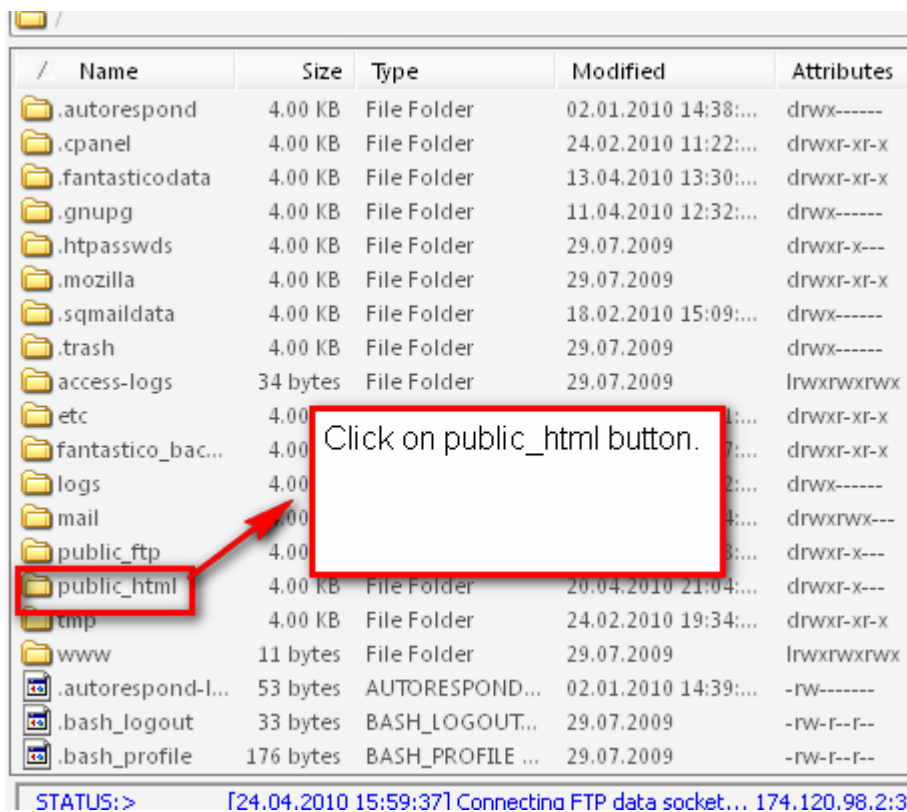 /
/ Name Size Type Modified Attributes
.autorespond 4.00 KB File Folder 02.01.2010 14:38:... drwx------
.cpanel 4.00 KB File Folder 24.02.2010 11:22:... drwxr-xr-x
.fantasticodata 4.00 KB File Folder 13.04.2010 13:30:... drwxr-xr-x
.gnupg 4.00 KB File Folder 11.04.2010 12:32:... drwx------
.htpasswds 4.00 KB File Folder 29.07.2009 drwxr-x---
.mozilla 4.00 KB File Folder 29.07.2009 drwxr-xr-x
.sqmaildata 4.00 KB File Folder 18.02.2010 15:09:... drwx------
.trash 4.00 KB File Folder 29.07.2009 drwx------
access-logs 34 bytes File Folder 29.07.2009 lrwxrwxrwx
etc 4.00 drwxr-xr-x
Click on public_html button.
fantastico_bac... 4.00 drwxr-xr-x
logs 4.00 drwx------
mail drwxrwx---
public_ftp 4.00 drwxr-x---
public_html 4.00 KB File Folder 20.04.2010 21:04:... drwxr-x---
tmp 4.00 KB File Folder 24.02.2010 19:34:... drwxr-xr-x
www 11 bytes File Folder 29.07.2009 lrwxrwxrwx
.autorespond-l... 53 bytes AUTORESPOND... 02.01.2010 14:39:... -rw-------
.bash_logout 33 bytes BASH_LOGOUT... 29.07.2009 -rw-r--r--
.bash_profile 176 bytes BASH_PROFILE ... 29.07.2009 -rw-r--r--
STATUS:> [24.04.2010 15:59:37] Connecting FTP data socket... 174.120.98.2:3